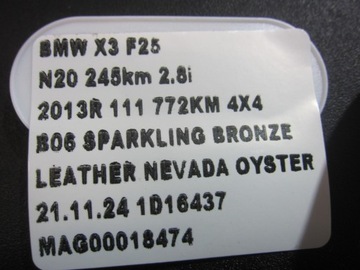 BMW X3 F25
N20 245km 2.8i
2013R 111 772KM 4X4
B06 SPARKLING BRONZE
LEATHER NEVADA OYSTER
21.11.24 1D16437
MAG00018474